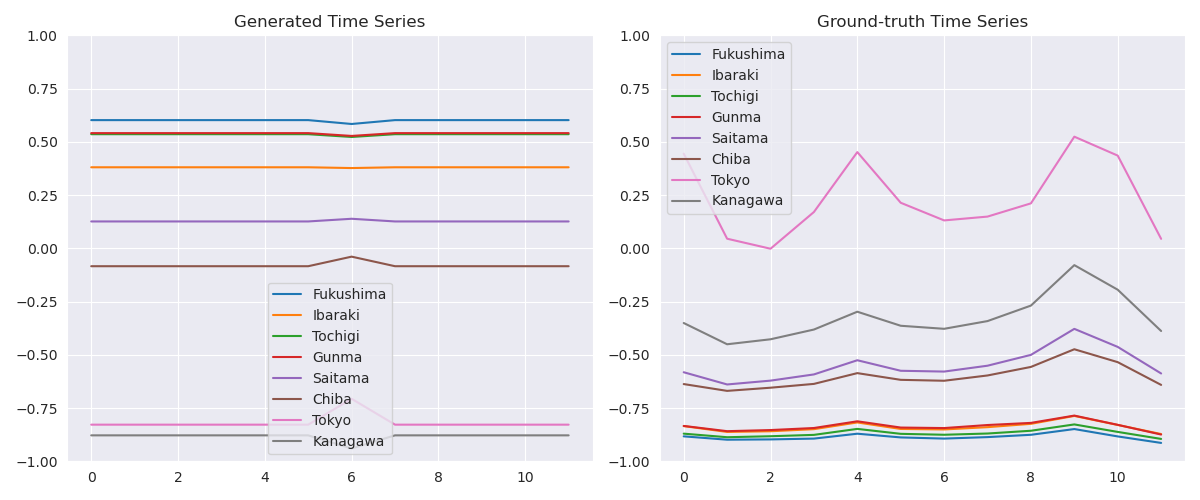 Generated Time Series
1.00
0.75
0.50
0.25
0.00
−0.25
−0.50
−0.75
−1.00
0 2 4 6 8 10
Fukushima
Ibaraki
Tochigi
Gunma
Saitama
Chiba
Tokyo
Kanagawa
Ground-truth Time Series
1.00
0.75
0.50
0.25
0.00
−0.25
−0.50
−0.75
−1.00
0 2 4 6 8 10
Fukushima
Ibaraki
Tochigi
Gunma
Saitama
Chiba
Tokyo
Kanagawa